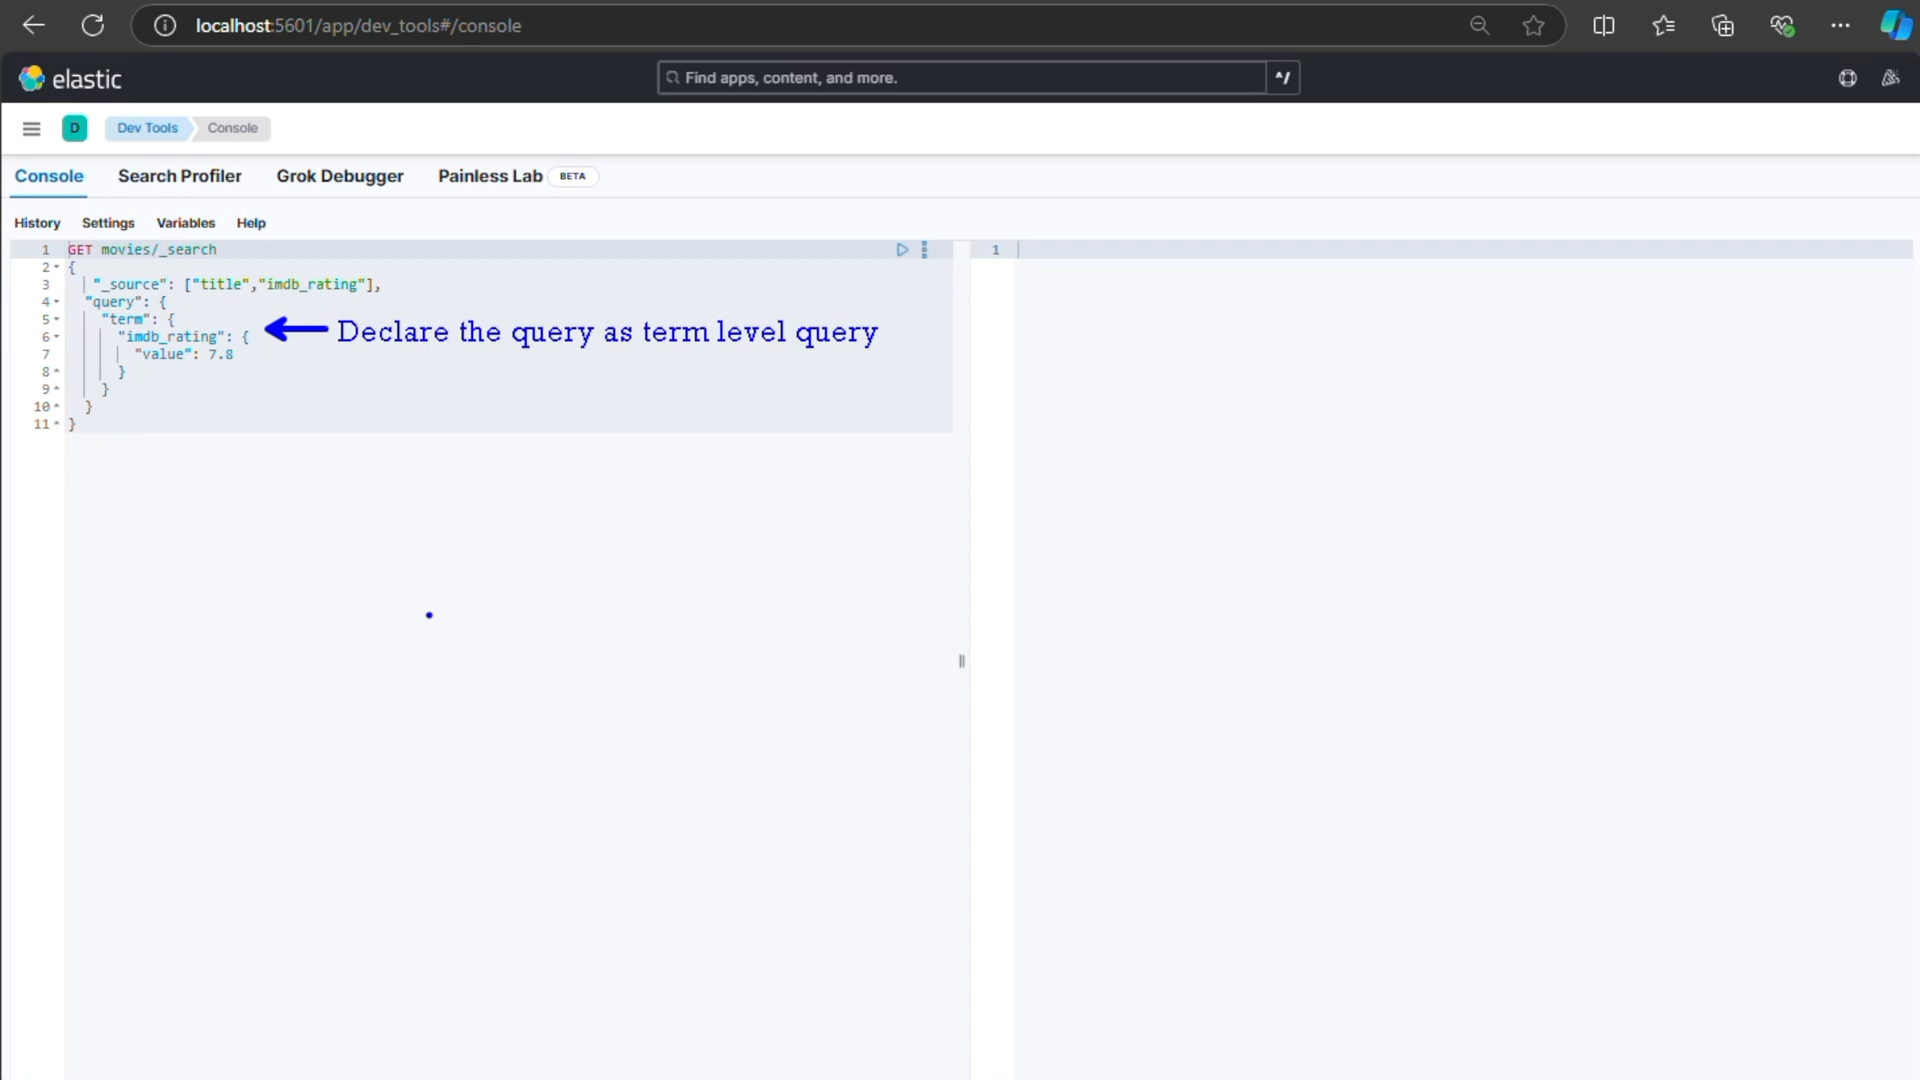 localhost:5601/app/dev_tools#/console
elastic
Find apps, content, and more.
^/
D
Dev Tools
Console
Console
Search Profiler
Grok Debugger
Painless Lab
BETA
History
Settings
Variables
Help
1 GET movies/_search
2 {
3 "_source": ["title","imdb_rating"],
4 "query": {
5 "term": {
6 "imdb_rating": {
7 "value": 7.8
8 }
9 }
10 }
11 }
Declare the query as term level query
1